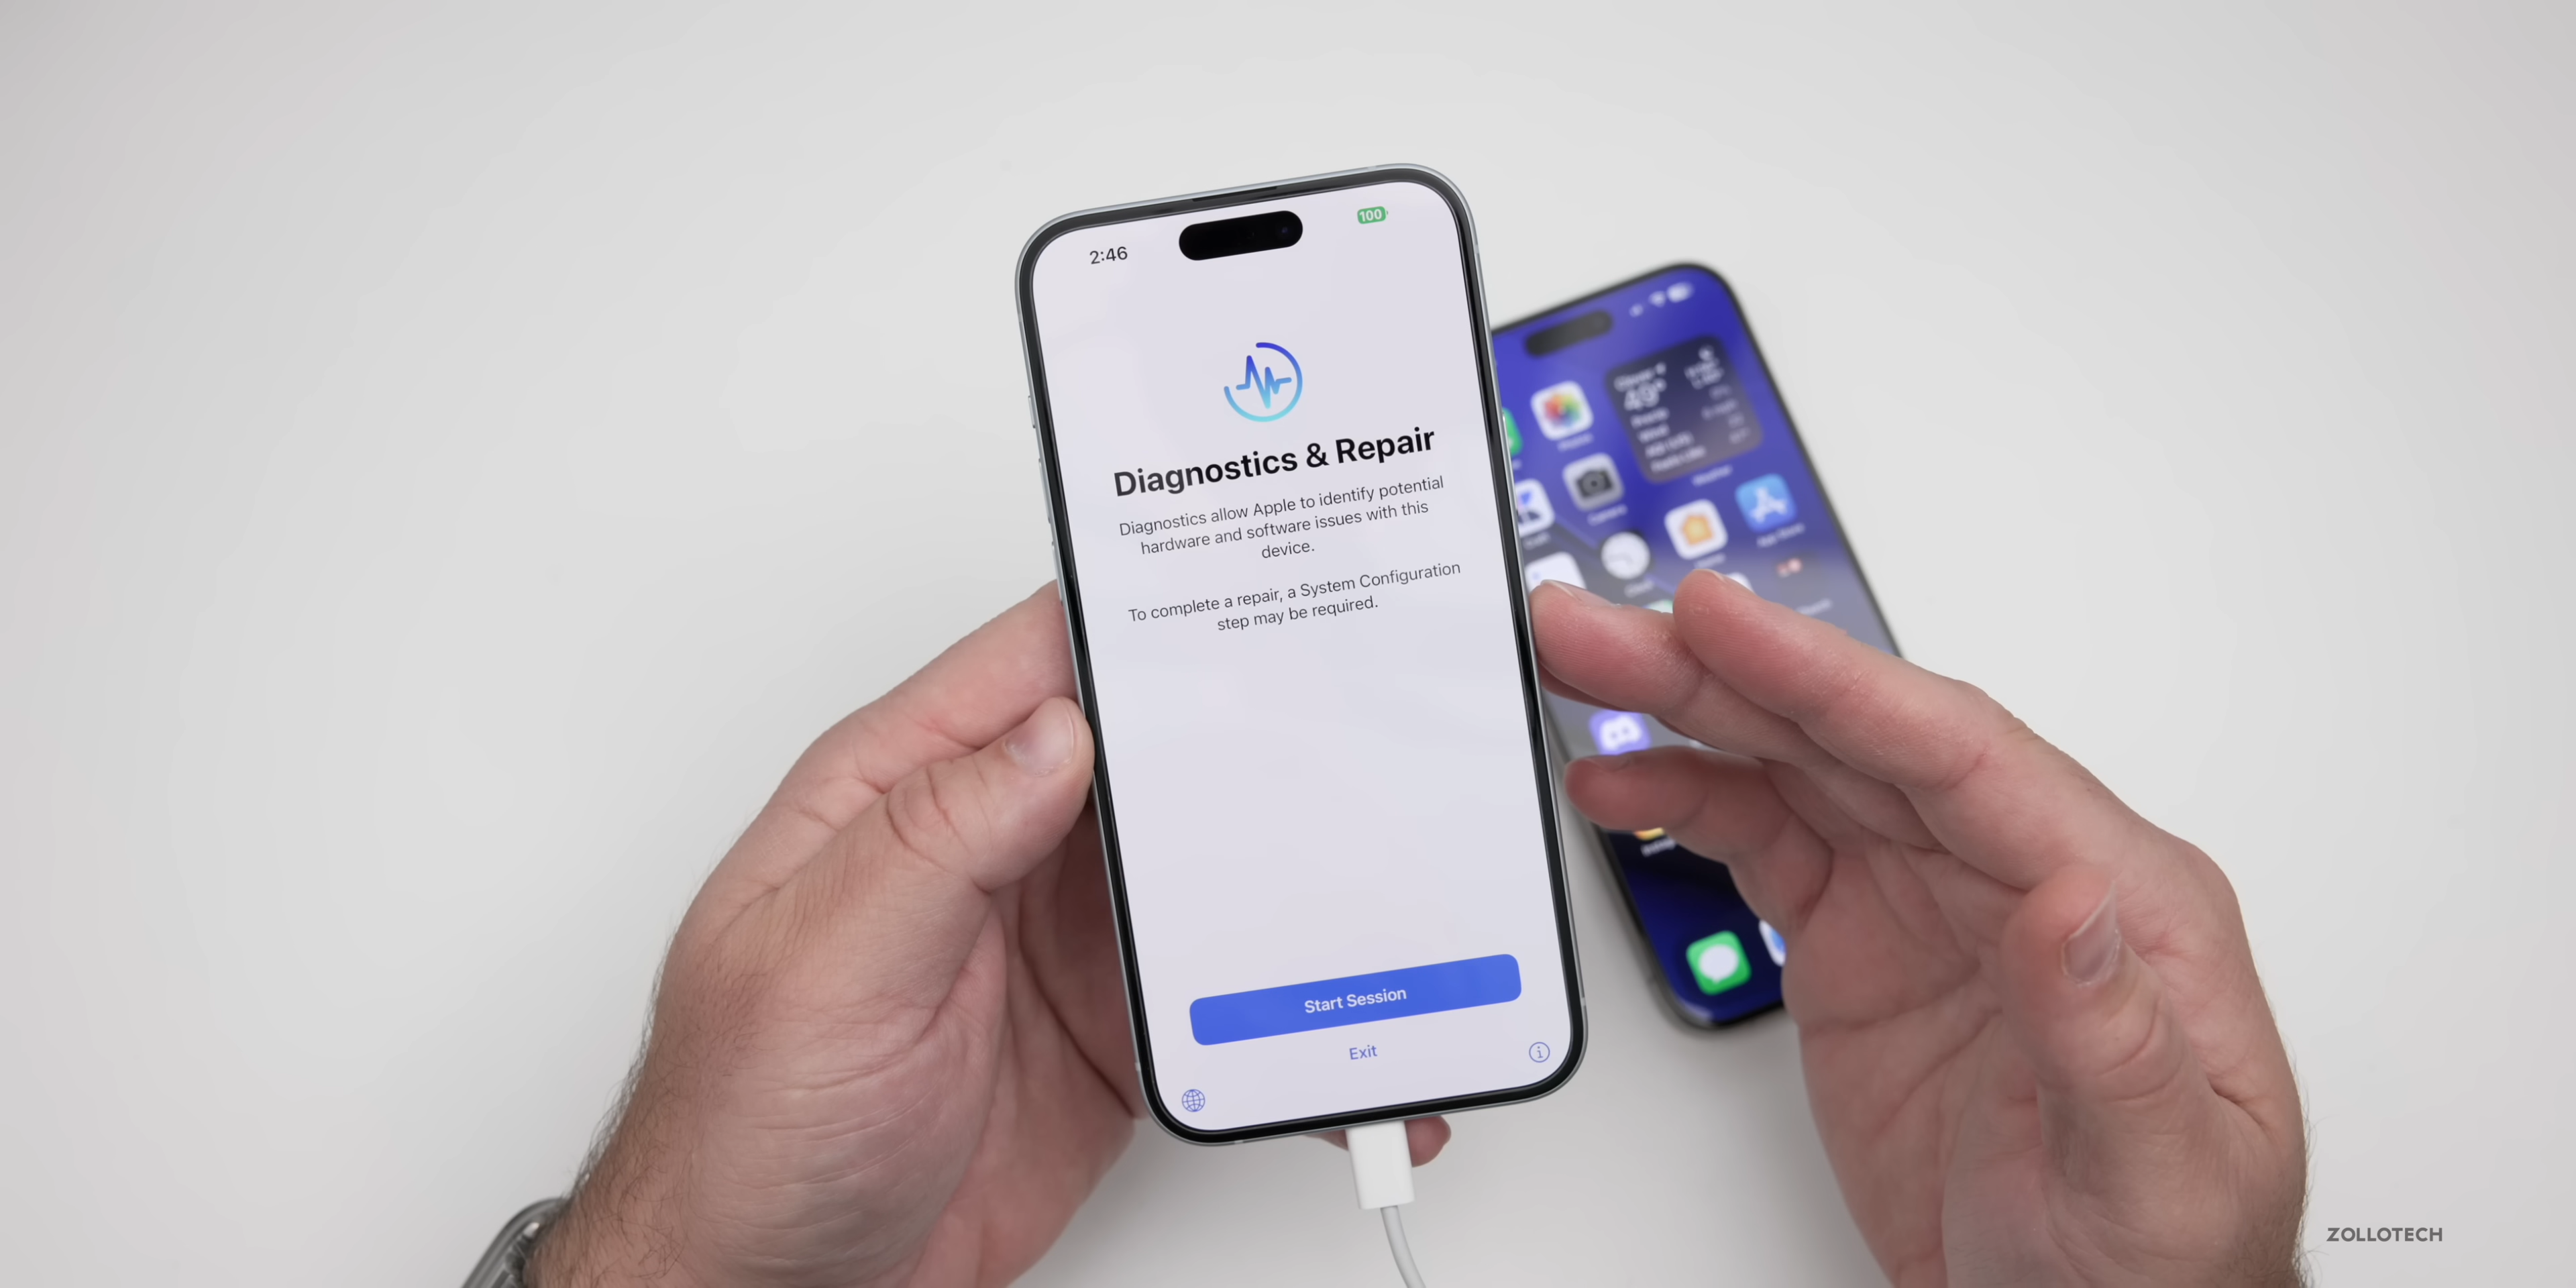 2:46
100
Diagnostics & Repair
Diagnostics allow Apple to identify potential
hardware and software issues with this
device.
To complete a repair, a System Configuration
step may be required.
Start Session
Exit
49°
ZOLLOTECH